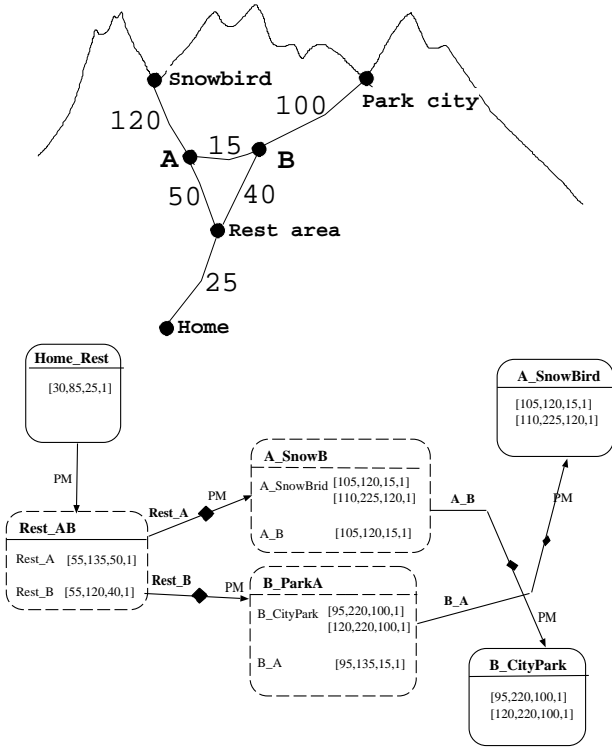 Snowbird
Park city
100
120
A
15
B
50
40
Rest area
25
Home
Home_Rest
[30,85,25,1]
PM
Rest_AB
Rest_A [55,135,50,1]
Rest_B [55,120,40,1]
Rest_A
PM
Rest_B
PM
A_SnowB
A_SnowBrid [105,120,15,1]
[110,225,120,1]
A_B [105,120,15,1]
B_ParkA
B_CityPark [95,220,100,1]
[120,220,100,1]
B_A [95,135,15,1]
A_B
B_A
PM
PM
A_SnowBird
[105,120,15,1]
[110,225,120,1]
B_CityPark
[95,220,100,1]
[120,220,100,1]